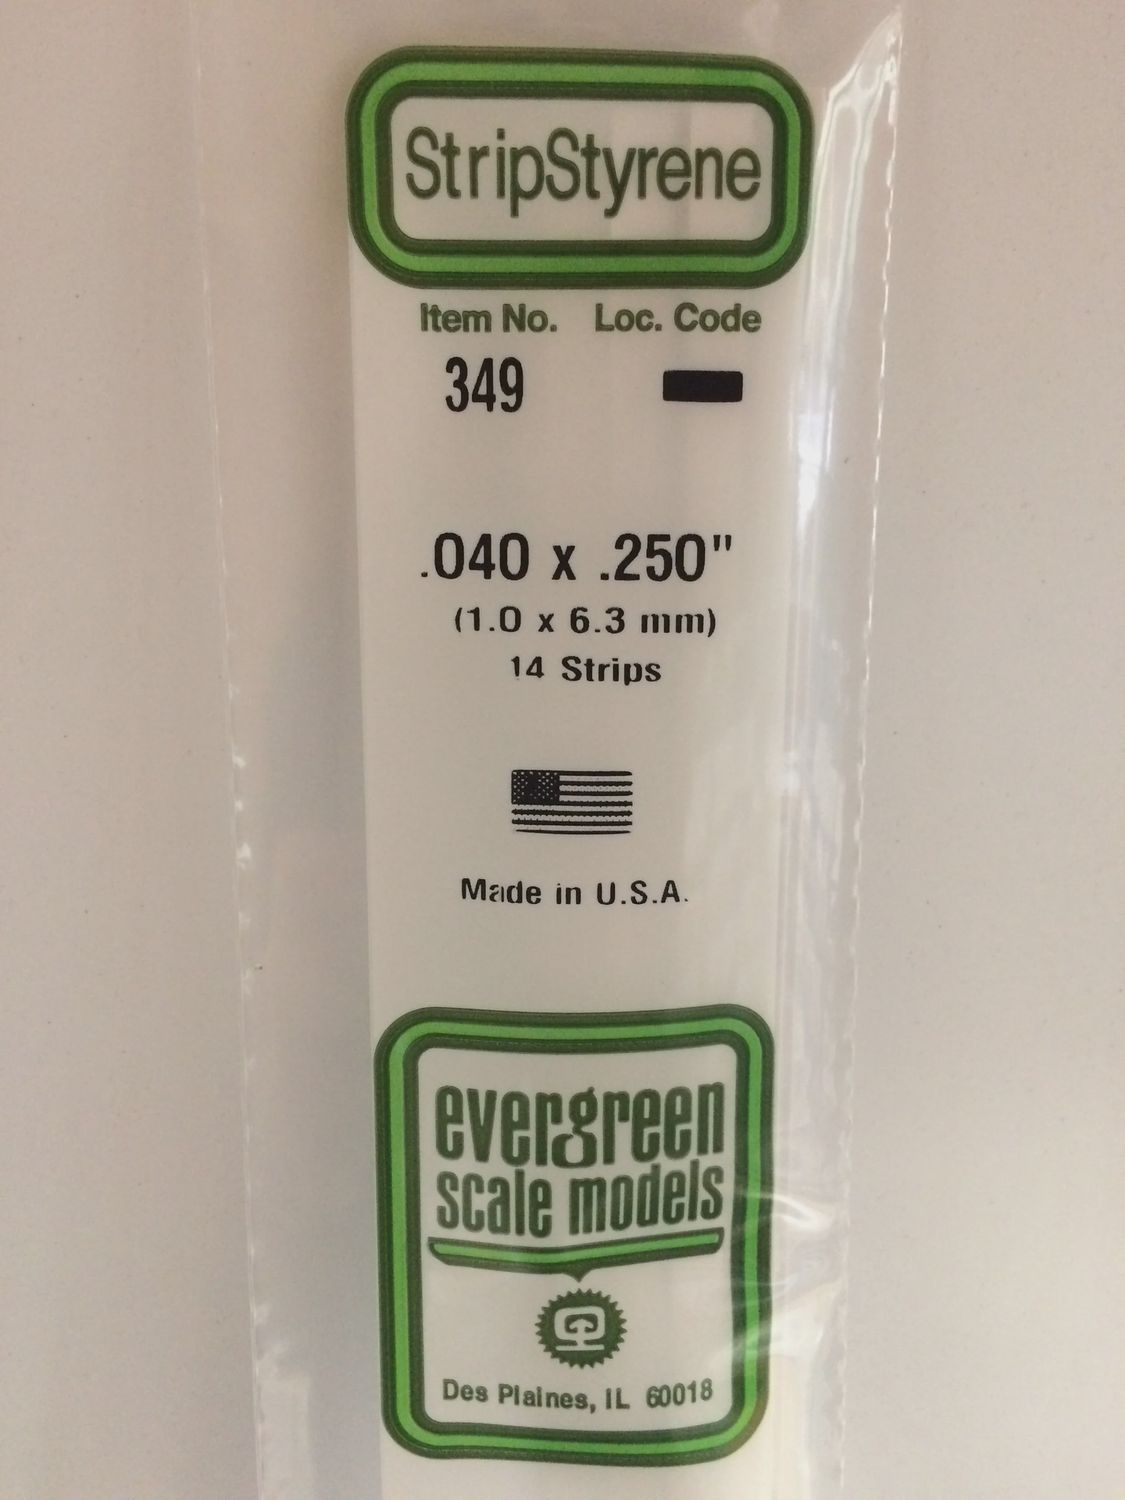 StripStyrene
Item No. Loc. Code
349
.040 x .250"
(1.0 x 6.3 mm)
14 Strips
Made in U.S.A.
evergreen
scale models
Des Plaines, IL 60018